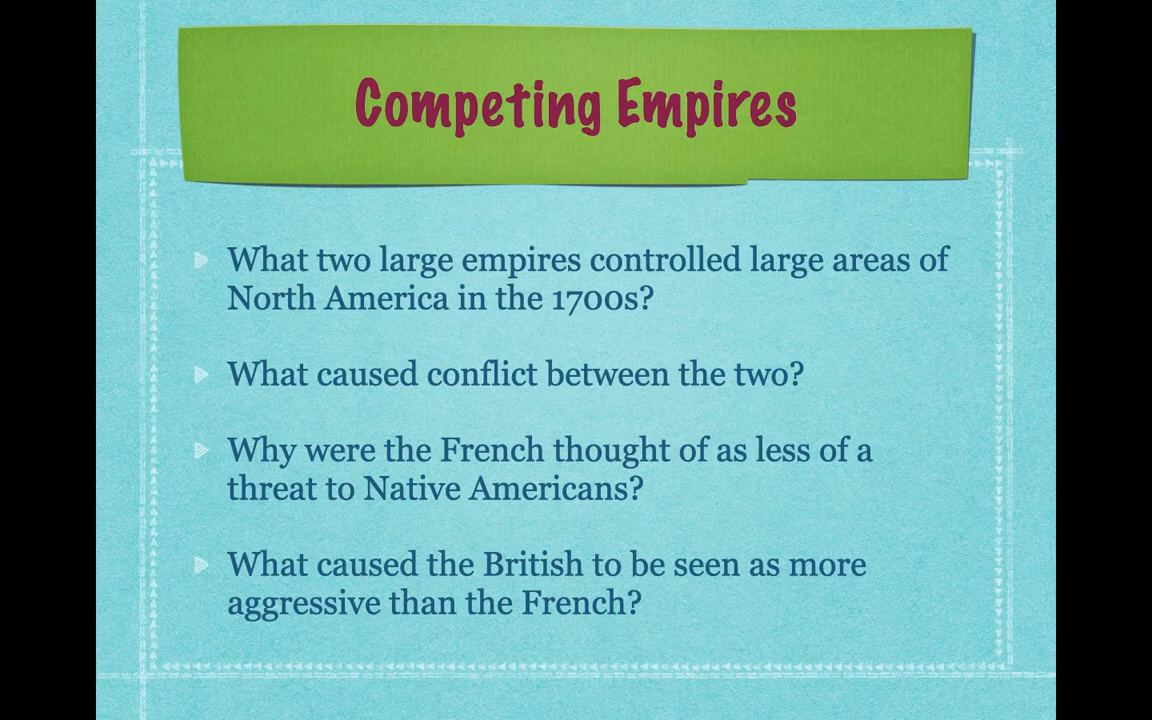 Competing Empires
What two large empires controlled large areas of
North America in the 1700s?
What caused conflict between the two?
Why were the French thought of as less of a
threat to Native Americans?
What caused the British to be seen as more
aggressive than the French?